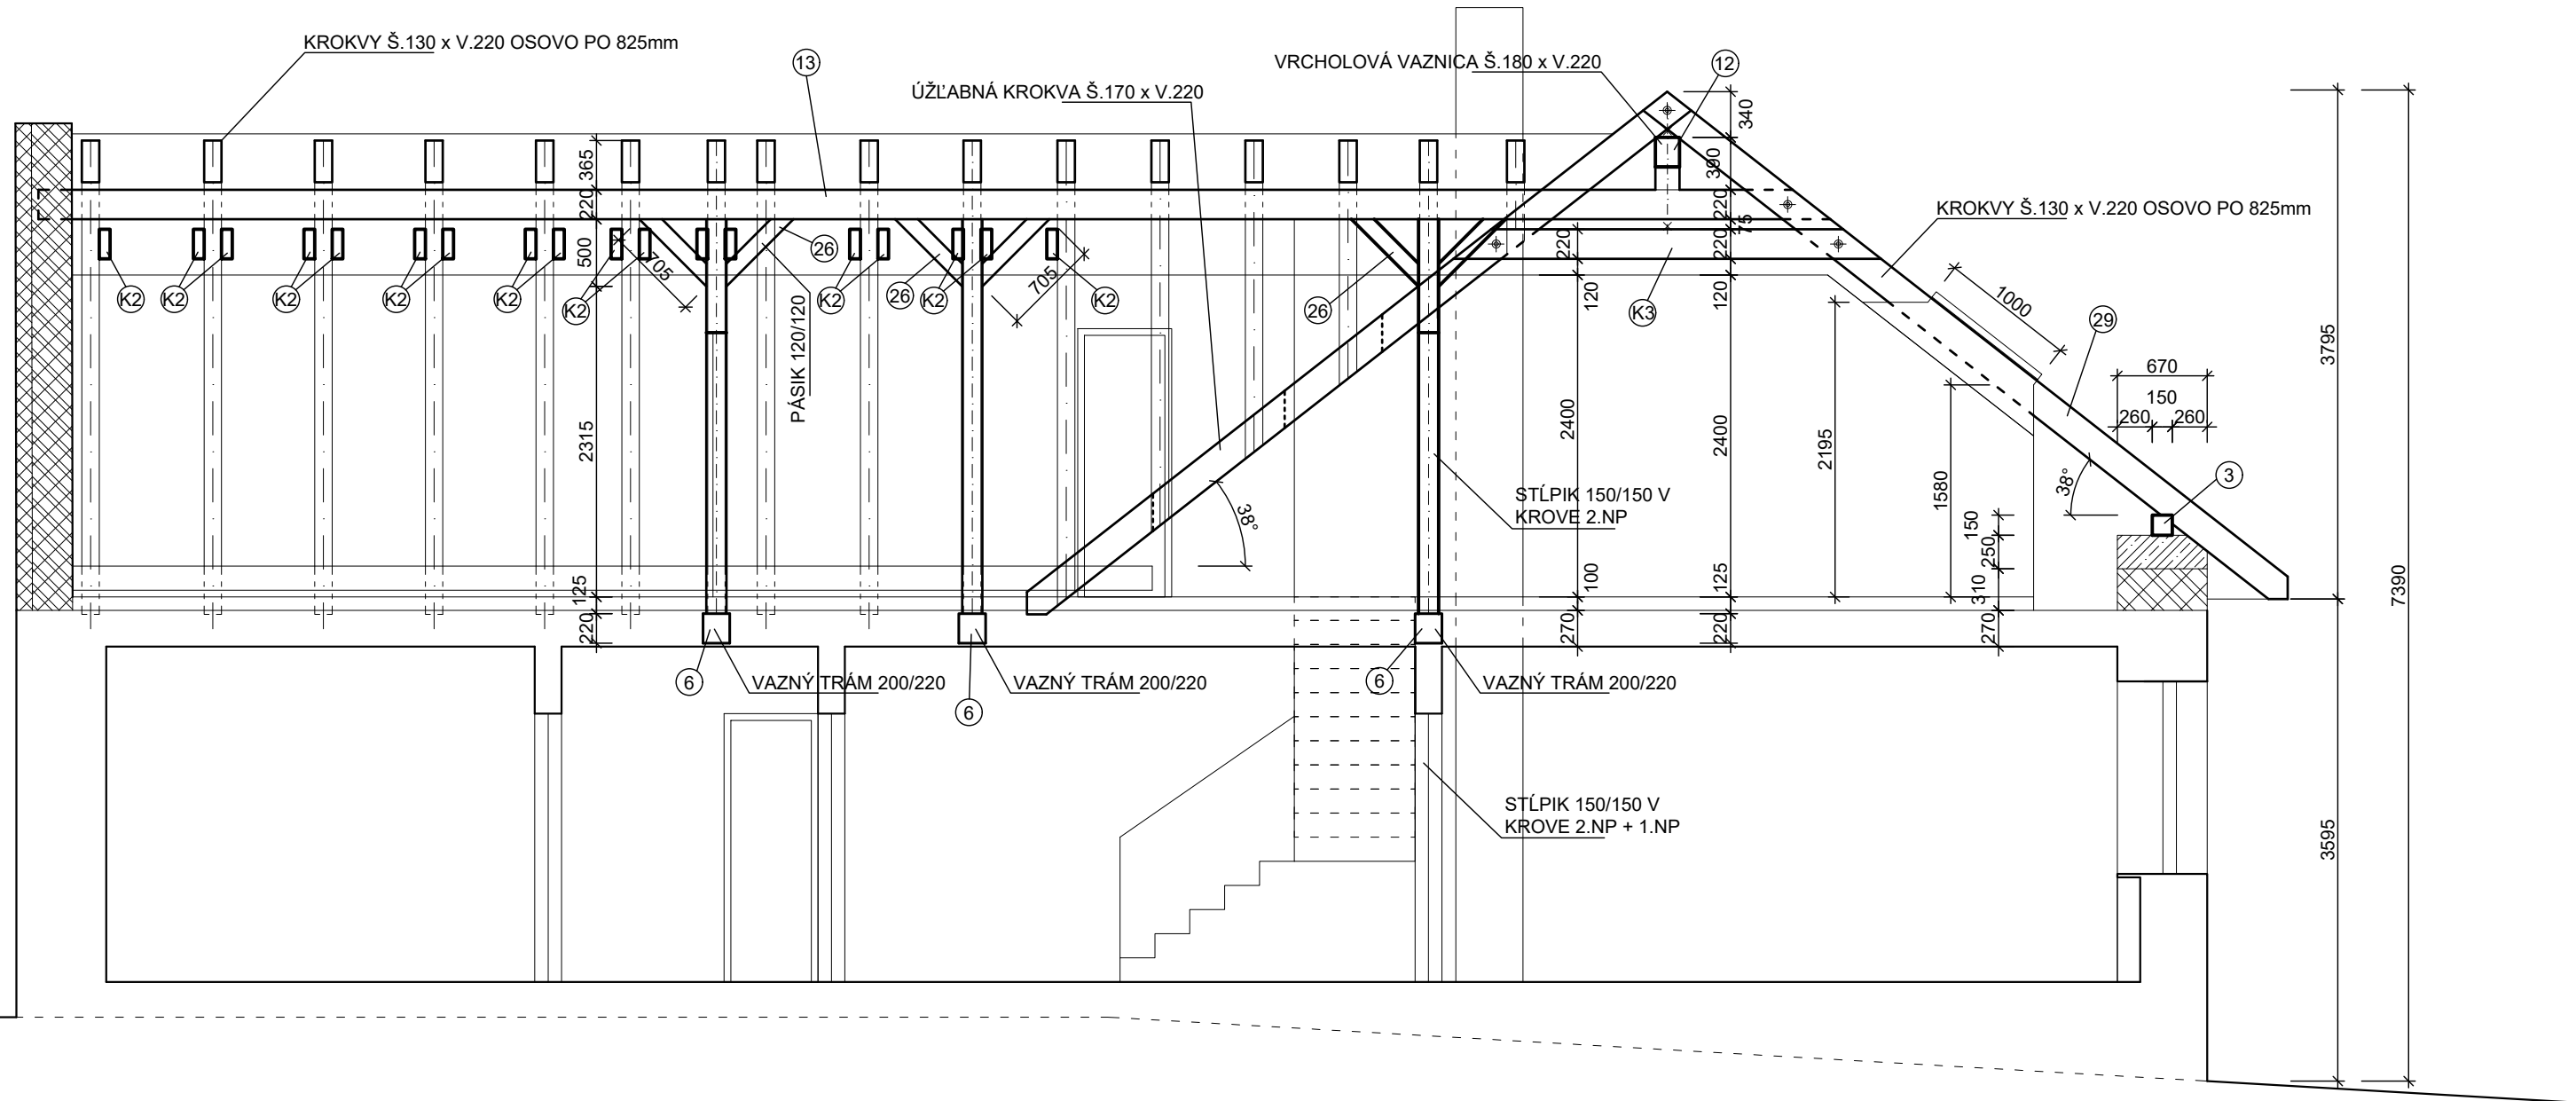 KROKVY Š.130 x V.220 OSOVO PO 825mm
13
VRCHOLOVÁ VAZNICA Š.180 x V.220
12
ÚŽĽABNÁ KROKVA Š.170 x V.220
340
390
220
75
220
120
2400
125
220
KROKVY Š.130 x V.220 OSOVO PO 825mm
365
220
500
2315
125
220
K2
K2
K2
K2
K2
K2
705
26
PÁSIK 120/120
K2
26
K2
705
K2
26
220
120
2400
100
270
K3
2195
1580
1000
29
670
150
260
260
38°
3
150
250
310
270
3795
7390
3595
38°
STĹPIK 150/150 V
KROVE 2.NP
6
VAZNÝ TRÁM 200/220
6
VAZNÝ TRÁM 200/220
6
VAZNÝ TRÁM 200/220
STĹPIK 150/150 V
KROVE 2.NP + 1.NP